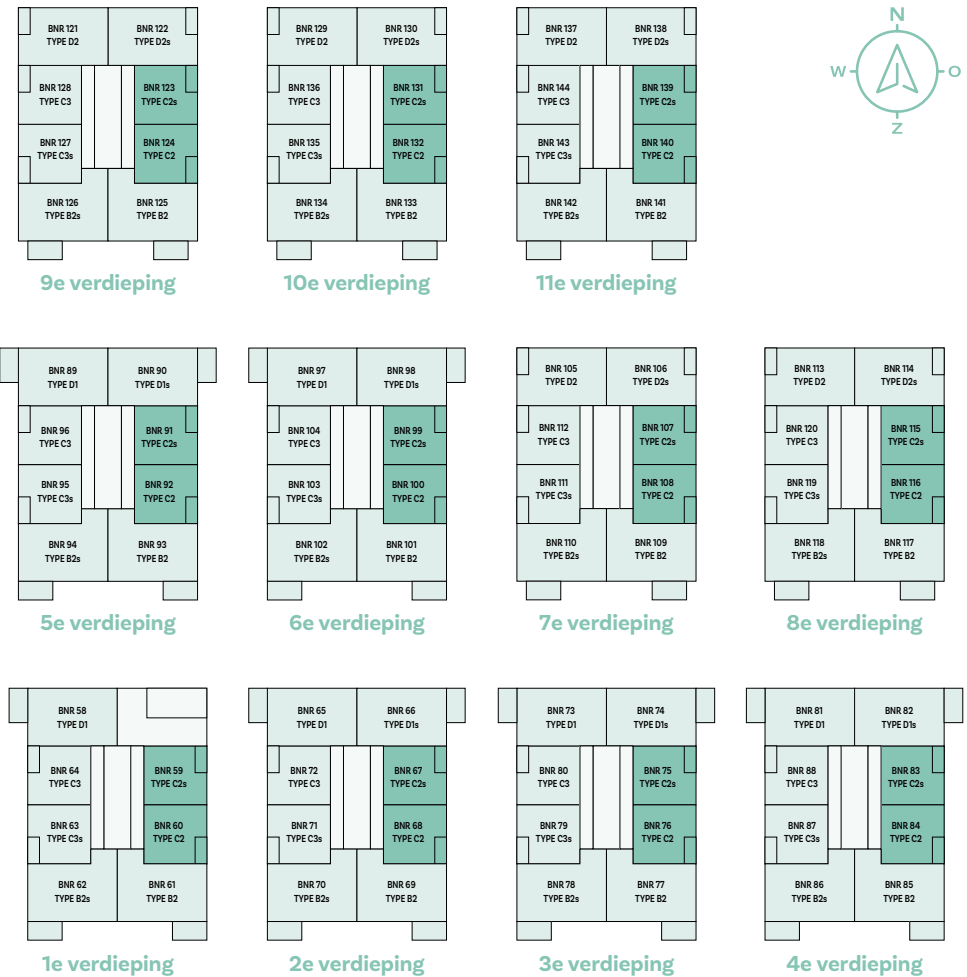 BNR 121
TYPE D2
BNR 122
TYPE D2s
BNR 128
TYPE C3
BNR 123
TYPE C2s
BNR 127
TYPE C3s
BNR 124
TYPE C2
BNR 126
TYPE B2s
BNR 125
TYPE B2
9e verdieping
BNR 129
TYPE D2
BNR 130
TYPE D2s
BNR 136
TYPE C3
BNR 131
TYPE C2s
BNR 135
TYPE C3s
BNR 132
TYPE C2
BNR 134
TYPE B2s
BNR 133
TYPE B2
10e verdieping
BNR 137
TYPE D2
BNR 138
TYPE D2s
BNR 144
TYPE C3
BNR 139
TYPE C2s
BNR 143
TYPE C3s
BNR 140
TYPE C2
BNR 142
TYPE B2s
BNR 141
TYPE B2
11e verdieping
N
W
O
Z
BNR 89
TYPE D1
BNR 90
TYPE D1s
BNR 96
TYPE C3
BNR 91
TYPE C2s
BNR 95
TYPE C3s
BNR 92
TYPE C2
BNR 94
TYPE B2s
BNR 93
TYPE B2
5e verdieping
BNR 97
TYPE D1
BNR 98
TYPE D1s
BNR 104
TYPE C3
BNR 99
TYPE C2s
BNR 103
TYPE C3s
BNR 100
TYPE C2
BNR 102
TYPE B2s
BNR 101
TYPE B2
6e verdieping
BNR 105
TYPE D2
BNR 106
TYPE D2s
BNR 112
TYPE C3
BNR 107
TYPE C2s
BNR 111
TYPE C3s
BNR 108
TYPE C2
BNR 110
TYPE B2s
BNR 109
TYPE B2
7e verdieping
BNR 113
TYPE D2
BNR 114
TYPE D2s
BNR 120
TYPE C3
BNR 115
TYPE C2s
BNR 119
TYPE C3s
BNR 116
TYPE C2
BNR 118
TYPE B2s
BNR 117
TYPE B2
8e verdieping
BNR 58
TYPE D1
BNR 64
TYPE C3
BNR 59
TYPE C2s
BNR 63
TYPE C3s
BNR 60
TYPE C2
BNR 62
TYPE B2s
BNR 61
TYPE B2
1e verdieping
BNR 65
TYPE D1
BNR 66
TYPE D1s
BNR 72
TYPE C3
BNR 67
TYPE C2s
BNR 71
TYPE C3s
BNR 68
TYPE C2
BNR 70
TYPE B2s
BNR 69
TYPE B2
2e verdieping
BNR 73
TYPE D1
BNR 74
TYPE D1s
BNR 80
TYPE C3
BNR 75
TYPE C2s
BNR 79
TYPE C3s
BNR 76
TYPE C2
BNR 78
TYPE B2s
BNR 77
TYPE B2
3e verdieping
BNR 81
TYPE D1
BNR 82
TYPE D1s
BNR 88
TYPE C3
BNR 83
TYPE C2s
BNR 87
TYPE C3s
BNR 84
TYPE C2
BNR 86
TYPE B2s
BNR 85
TYPE B2
4e verdieping